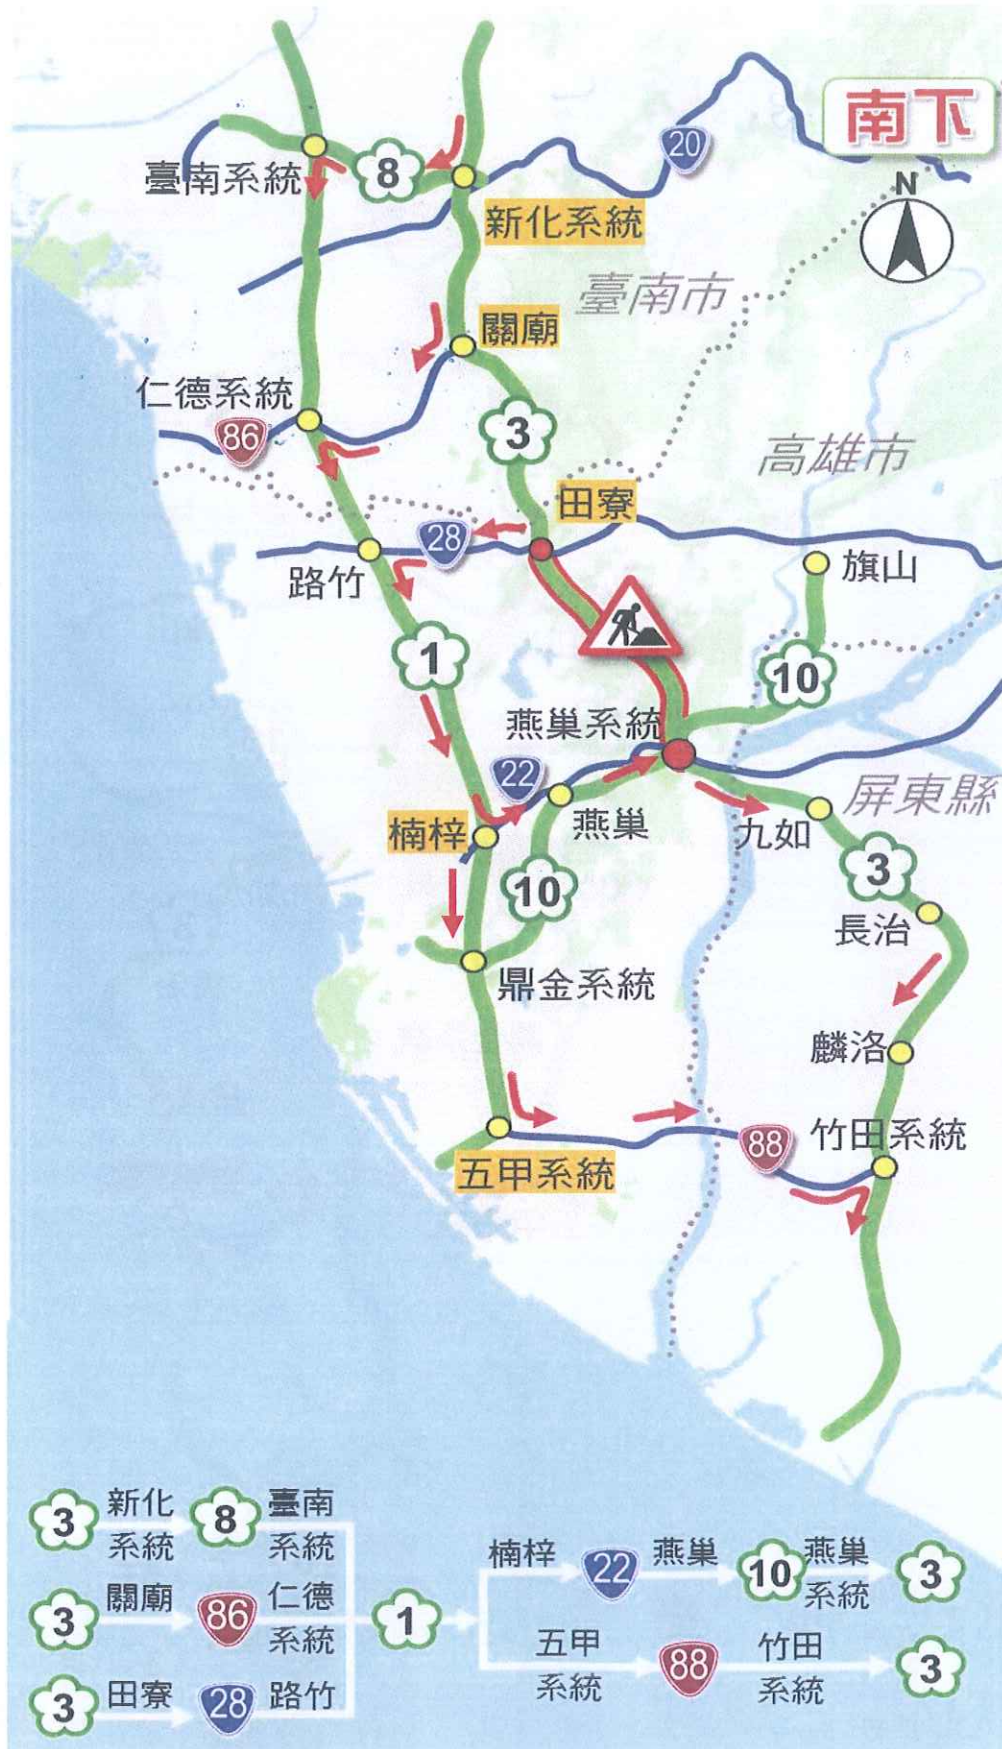 南下
20
N
臺南系統
8
新化系統
臺南市
關廟
仁德系統
86
3
高雄市
田寮
28
路竹
旗山
1
10
燕巢系統
22
屏東縣
燕巢
楠梓
九如
10
3
長治
鼎金系統
麟洛
88
竹田系統
五甲系統
3 新化系統 8 臺南系統
3 關廟 86 仁德系統 1
3 田寮 28 路竹
楠梓 22 燕巢 10 燕巢系統 3
五甲系統 88 竹田系統 3